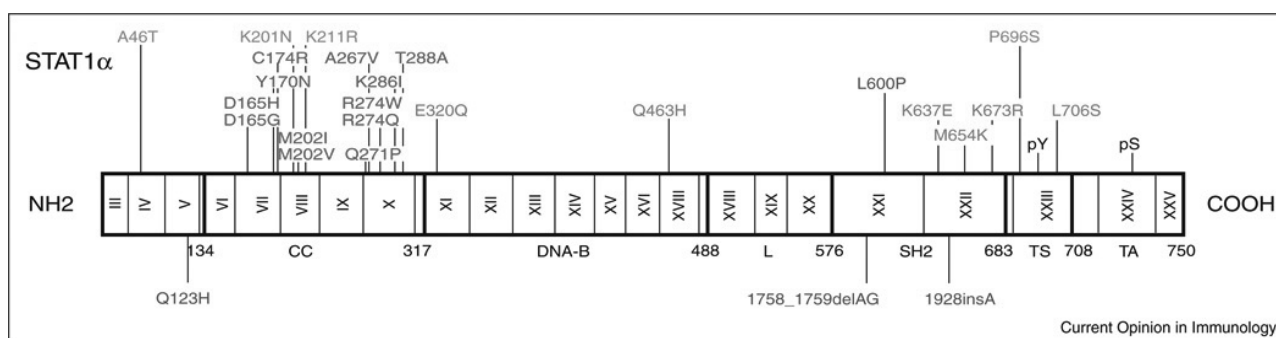 A46T K201N K211R P696S
STAT1α C174R A267V T288A
Y170N K286I L600P
D165H R274W E320Q Q463H K637E K673R L706S
D165G R274Q
M202I M654K pY pS
M202V Q271P
NH2 III IV V VI VII VIII IX X XI XII XIII XIV XV XVI XVIII XVIII XIX XX XXI XXII XXIII XXIV XXV COOH
134 CC 317 DNA-B 488 L 576 SH2 683 TS 708 TA 750
Q123H 1758_1759delAG 1928insA
Current Opinion in Immunology